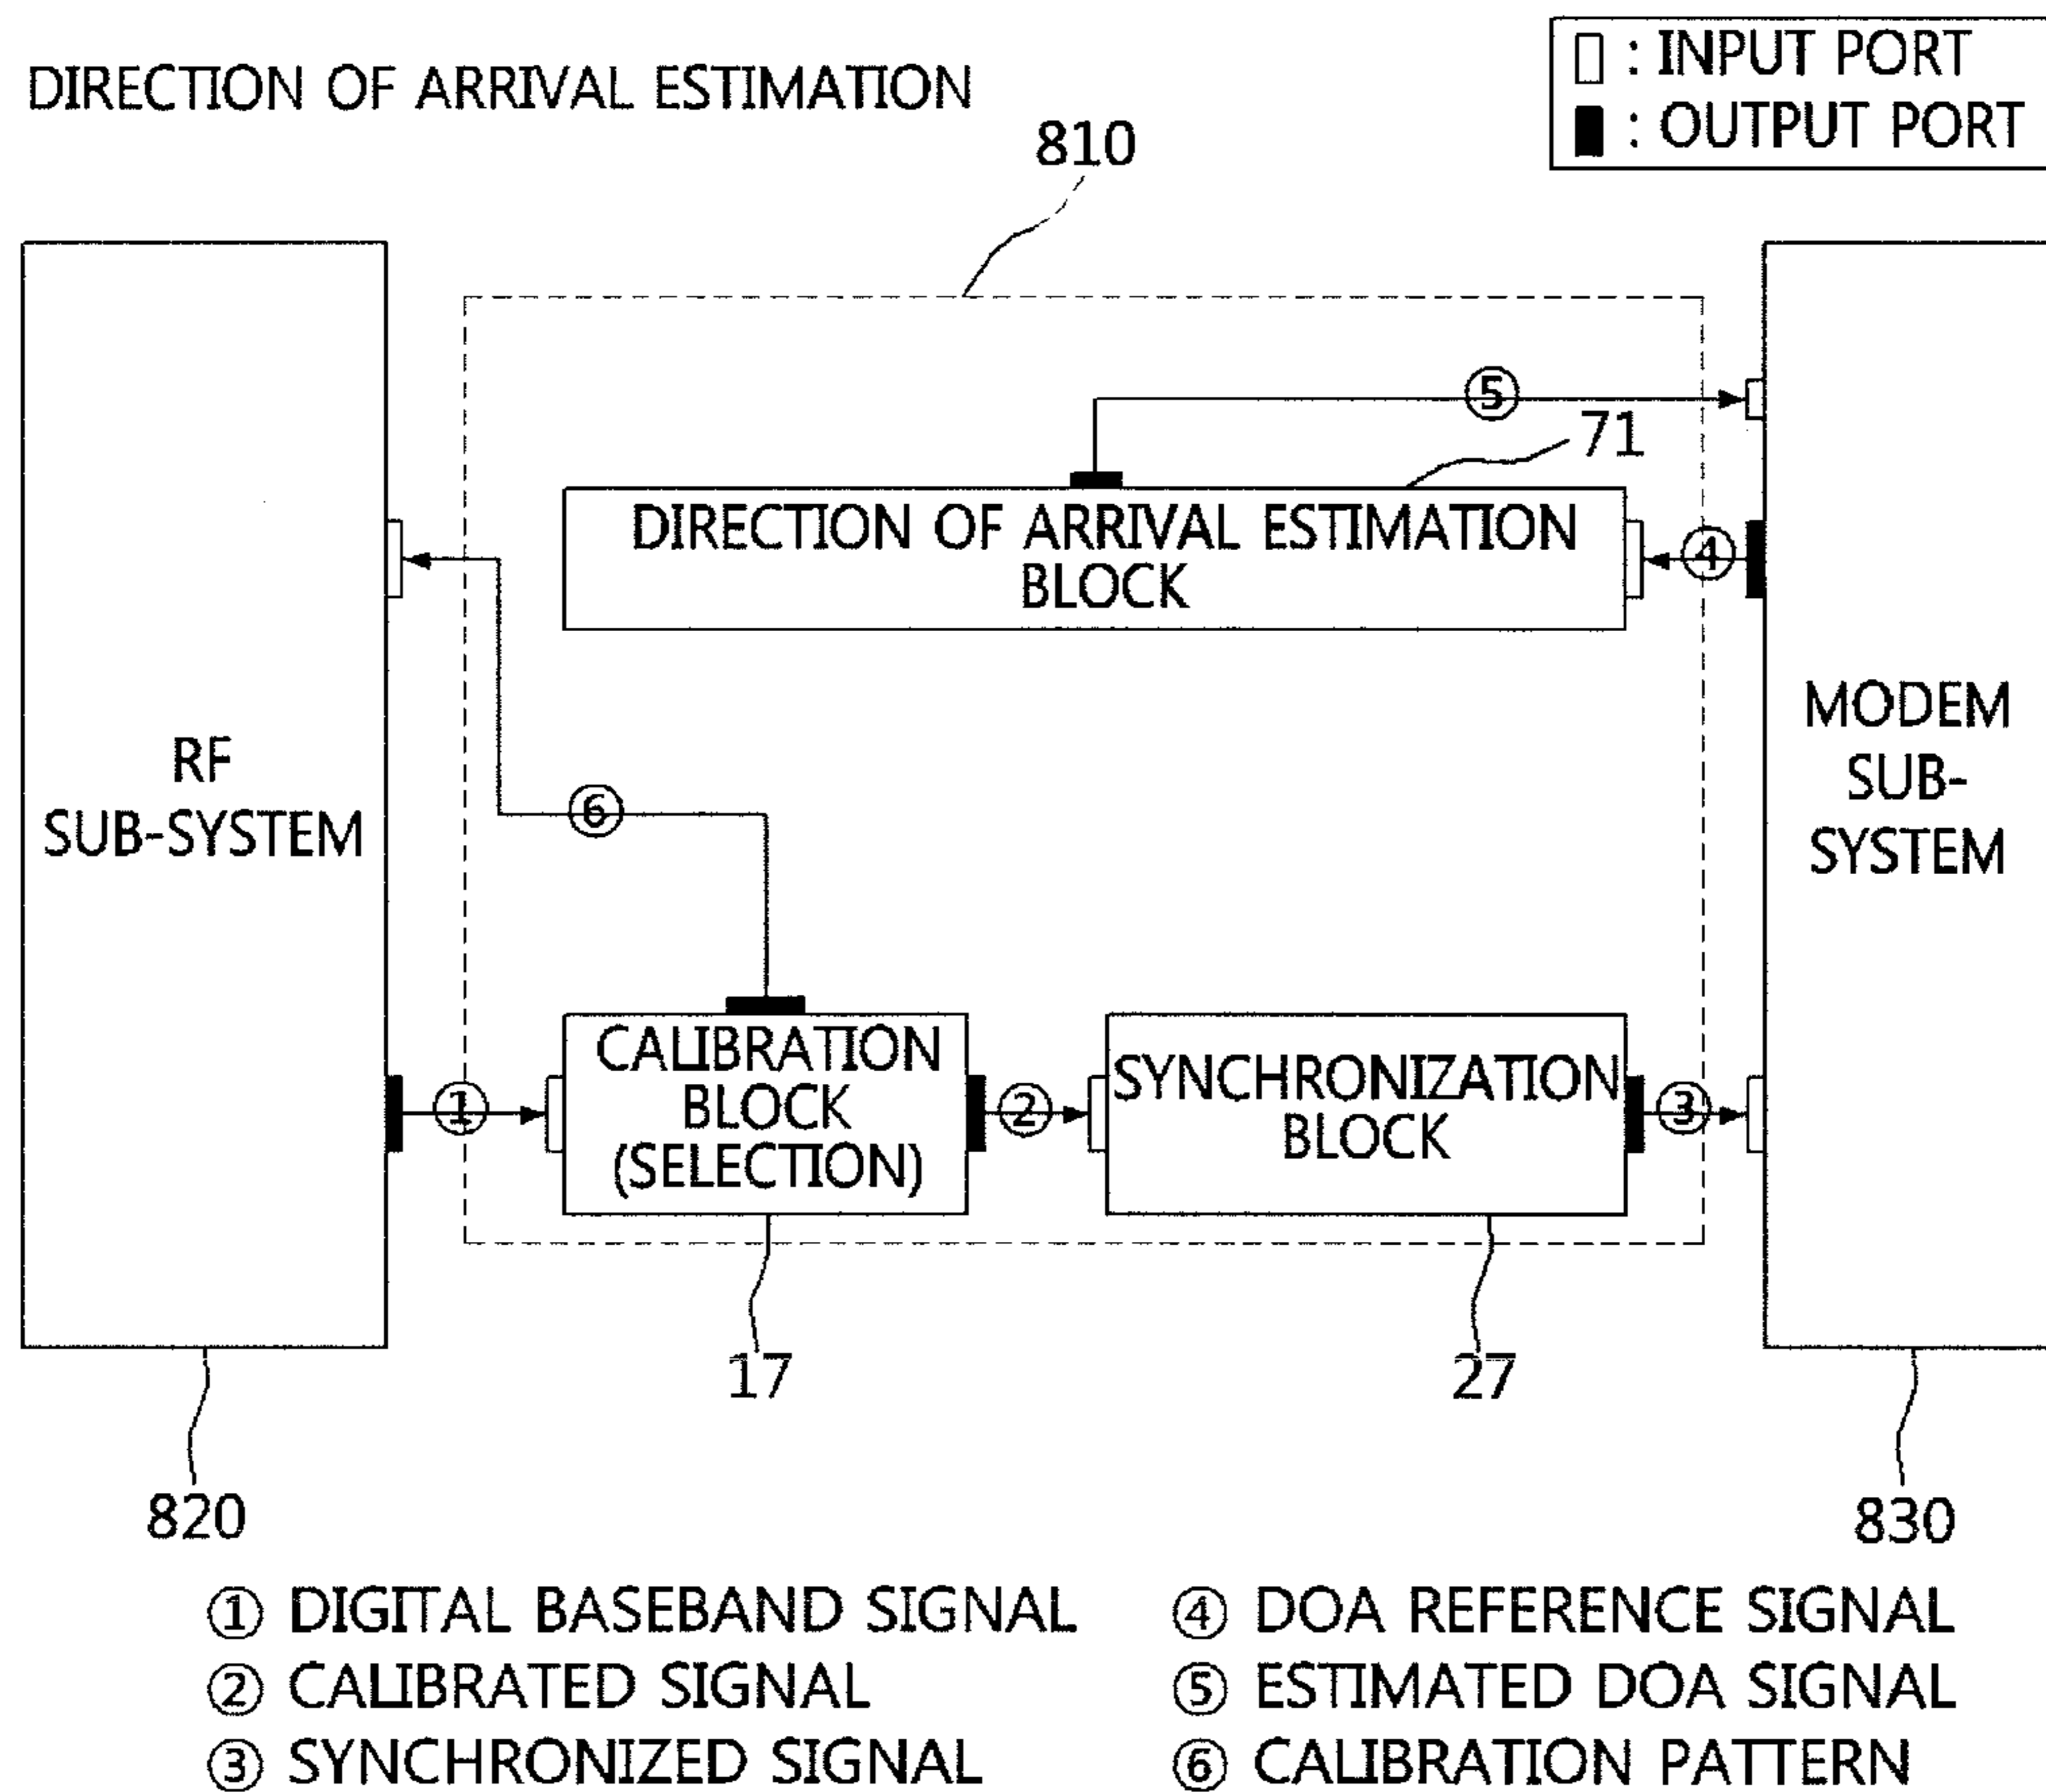 DIRECTION OF ARRIVAL ESTIMATION
: INPUT PORT
: OUTPUT PORT
810
⑤
71
DIRECTION OF ARRIVAL ESTIMATION
BLOCK
④
RF
SUB-SYSTEM
MODEM
SUB-
SYSTEM
⑥
①
CALIBRATION
BLOCK
(SELECTION)
②
SYNCHRONIZATION
BLOCK
③
17
27
820
830
① DIGITAL BASEBAND SIGNAL
② CALIBRATED SIGNAL
③ SYNCHRONIZED SIGNAL
④ DOA REFERENCE SIGNAL
⑤ ESTIMATED DOA SIGNAL
⑥ CALIBRATION PATTERN